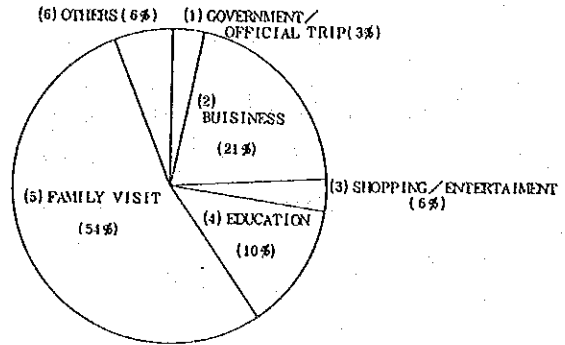 (6) OTHERS (6%)
(1) GOVERNMENT/
OFFICIAL TRIP(3%)
(2)
BUISINESS
(21%)
(3) SHOPPING/ENTERTAIMENT
(6%)
(4) EDUCATION
(10%)
(5) FAMILY VISIT
(54%)